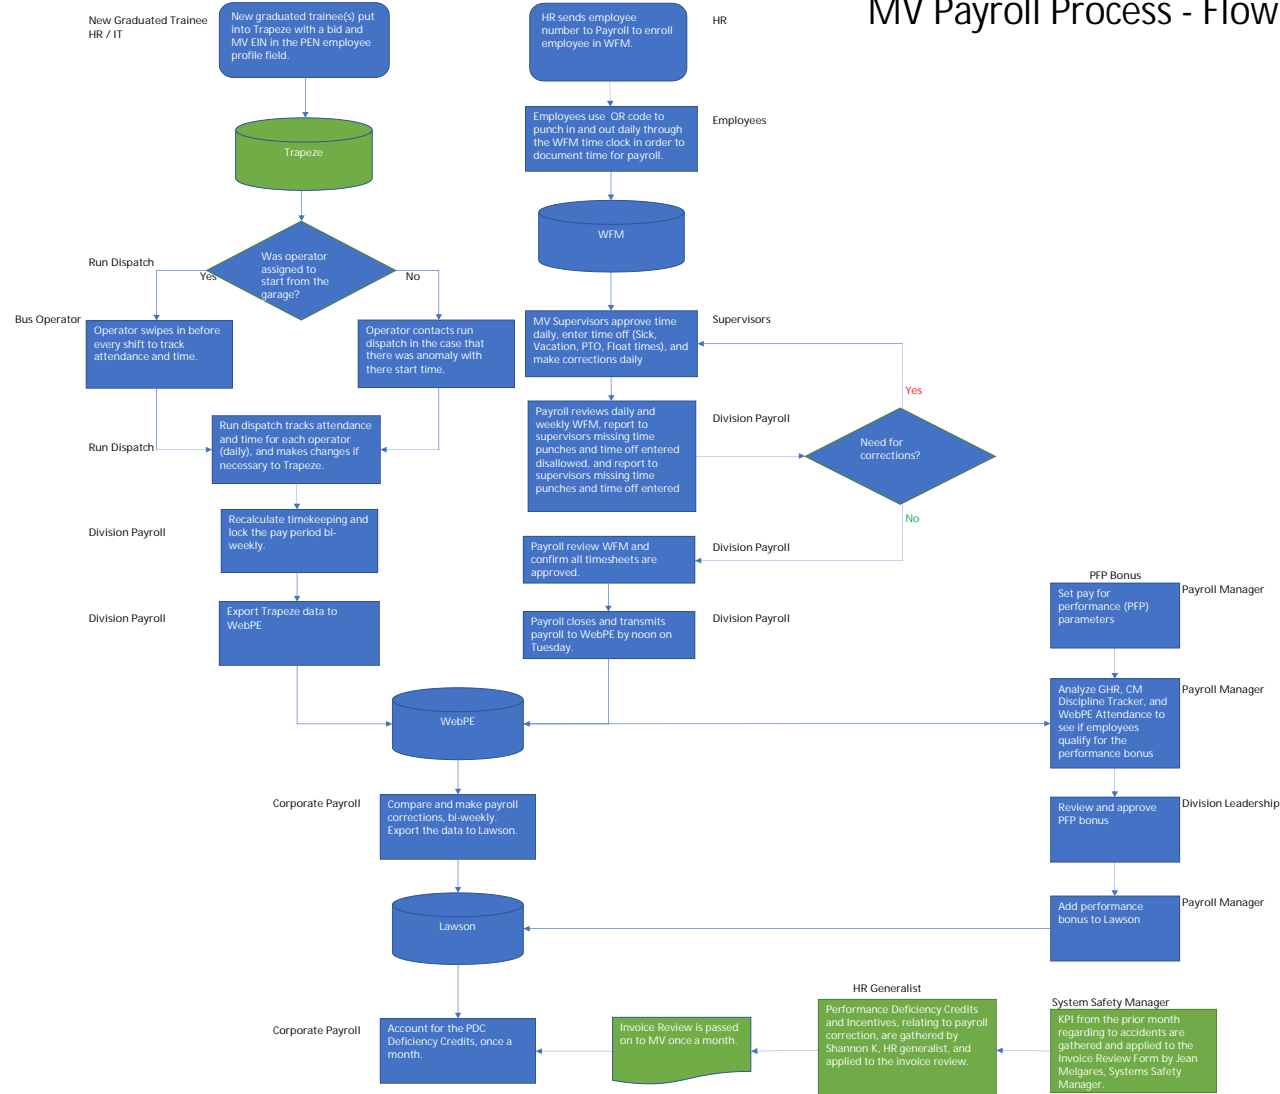 MV Payroll Process - Flow
New Graduated Trainee
HR / IT
New graduated trainee(s) put
into Trapeze with a bid and
MV EIN in the PEN employee
profile field.
HR sends employee
number to Payroll to enroll
employee in WFM.
HR
Trapeze
Employees use QR code to
punch in and out daily through
the WFM time clock in order to
document time for payroll.
Employees
WFM
Run Dispatch
Was operator
assigned to
start from the
garage?
Yes
No
Bus Operator
Operator swipes in before
every shift to track
attendance and time.
Operator contacts run
dispatch in the case that
there was anomaly with
there start time.
MV Supervisors approve time
daily, enter time off (Sick,
Vacation, PTO, Float times), and
make corrections daily
Supervisors
Yes
Run Dispatch
Run dispatch tracks attendance
and time for each operator
(daily), and makes changes if
necessary to Trapeze.
Payroll reviews daily and
weekly WFM, report to
supervisors missing time
punches and time off entered
disallowed, and report to
supervisors missing time
punches and time off entered
Division Payroll
Need for
corrections?
No
Division Payroll
Recalculate timekeeping and
lock the pay period bi-
weekly.
Payroll review WFM and
confirm all timesheets are
approved.
Division Payroll
Division Payroll
Export Trapeze data to
WebPE
Payroll closes and transmits
payroll to WebPE by noon on
Tuesday.
Division Payroll
PFP Bonus
Set pay for
performance (PFP)
parameters
Payroll Manager
WebPE
Analyze GHR, CM
Discipline Tracker, and
WebPE Attendance to
see if employees
qualify for the
performance bonus
Payroll Manager
Corporate Payroll
Compare and make payroll
corrections, bi-weekly.
Export the data to Lawson.
Review and approve
PFP bonus
Division Leadership
Lawson
Add performance
bonus to Lawson
Payroll Manager
Corporate Payroll
Account for the PDC
Deficiency Credits, once a
month.
Invoice Review is passed
on to MV once a month.
HR Generalist
Performance Deficiency Credits
and Incentives, relating to payroll
correction, are gathered by
Shannon K, HR generalist, and
applied to the invoice review.
System Safety Manager
KPI from the prior month
regarding to accidents are
gathered and applied to the
Invoice Review Form by Jean
Melgares, Systems Safety
Manager.